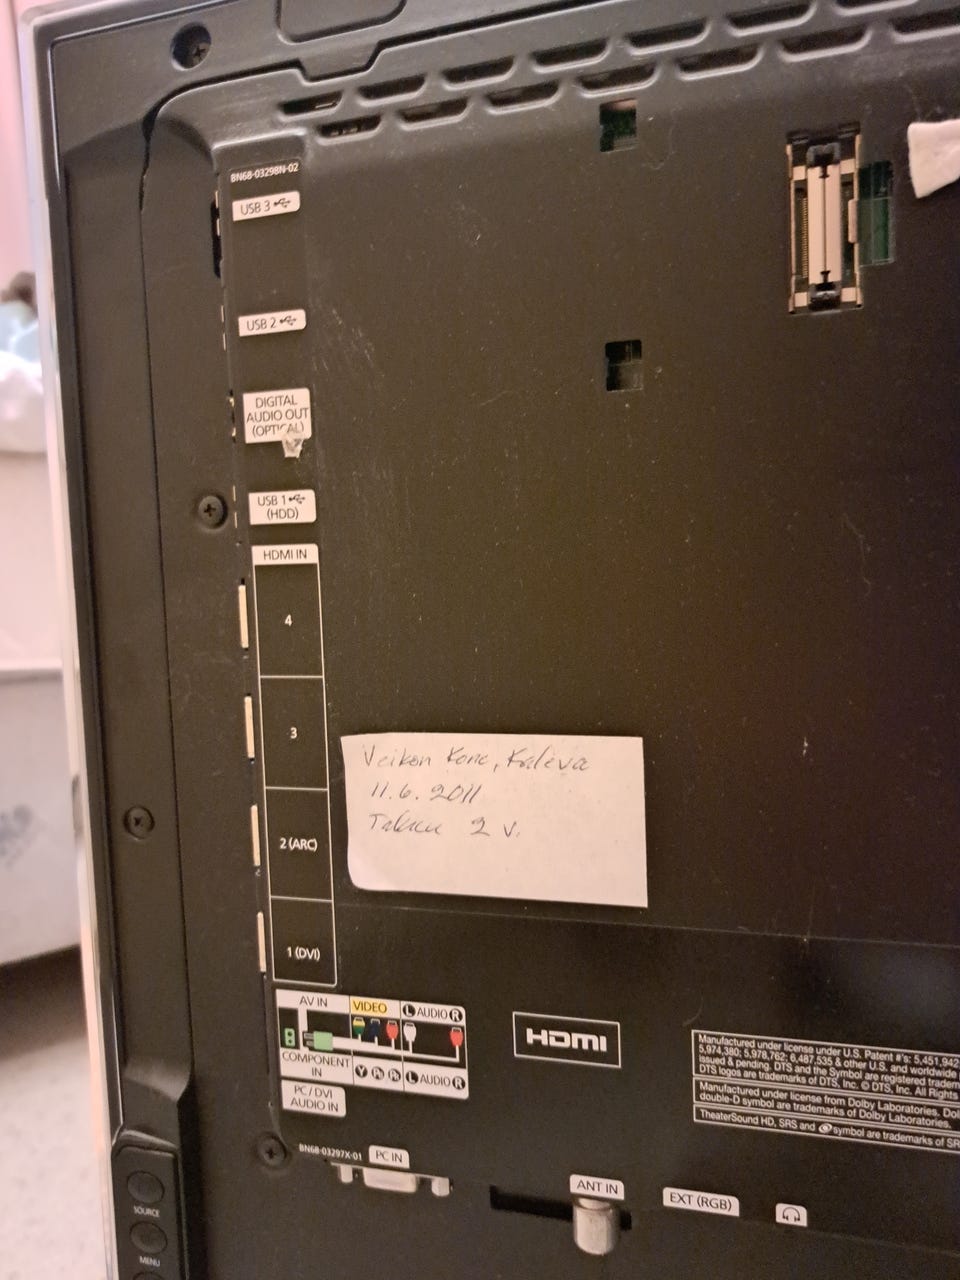 BN68-03298N-02
USB 3
USB 2
DIGITAL
AUDIO OUT
(OPTICAL)
USB 1
(HDD)
HDMI IN
4
3
2 (ARC)
1 (DVI)
Veikon Kone, Kaleva
11.6.2011
Takuu 2 v.
AV IN
VIDEO
L AUDIO R
COMPONENT
IN
Y PB PR
L AUDIO R
PC / DVI
AUDIO IN
HDMI
Manufactured under license under U.S. Patent #'s: 5,451,942
5,974,380; 5,978,762; 6,487,535 & other U.S. and worldwide
issued & pending. DTS and the Symbol are registered tradem
DTS logos are trademarks of DTS, Inc. © DTS, Inc. All Rights
Manufactured under license from Dolby Laboratories. Dol
double-D symbol are trademarks of Dolby Laboratories.
TheaterSound HD, SRS and symbol are trademarks of SR
BN68-03297X-01
PC IN
ANT IN
EXT (RGB)
SOURCE
MENU